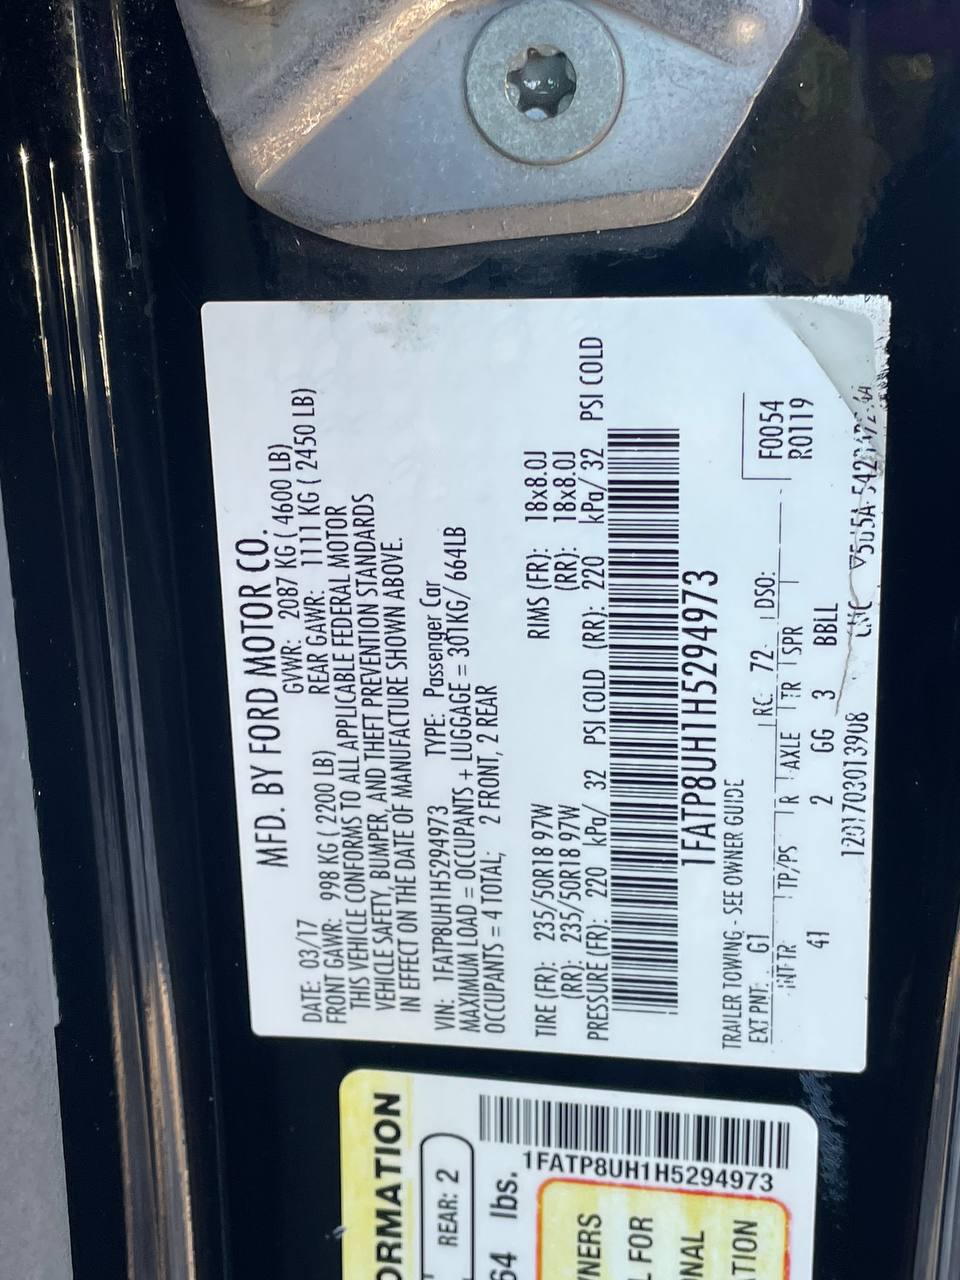 MFD. BY FORD MOTOR CO.
DATE: 03/17 GVWR: 2087 KG ( 4600 LB)
FRONT GAWR: 998 KG ( 2200 LB) REAR GAWR: 1111 KG ( 2450 LB)
THIS VEHICLE CONFORMS TO ALL APPLICABLE FEDERAL MOTOR
VEHICLE SAFETY, BUMPER, AND THEFT PREVENTION STANDARDS
IN EFFECT ON THE DATE OF MANUFACTURE SHOWN ABOVE.
VIN: 1FATP8UH1H5294973 TYPE: Passenger Car
MAXIMUM LOAD = OCCUPANTS + LUGGAGE = 301KG/ 664LB
OCCUPANTS = 4 TOTAL; 2 FRONT, 2 REAR
TIRE (FR): 235/50R18 97W RIMS (FR): 18x8.0J
(RR): 235/50R18 97W (RR): 18x8.0J
PRESSURE (FR): 220 kPa/ 32 PSI COLD (RR): 220 kPa/ 32 PSI COLD
1FATP8UH1H5294973
TRAILER TOWING - SEE OWNER GUIDE
EXT PNT: G1 RC: 72 DSO: F0054
INT TR TP/PS R AXLE TR SPR R0119
41 2 GG 3 BBLL
1201703013908
ORMATION
REAR: 2
64 lbs.
1FATP8UH1H5294973
NERS
L FOR
NAL
TION